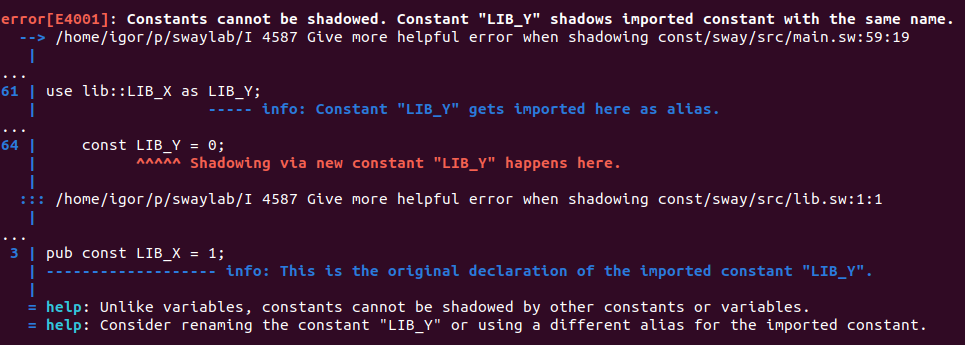 error[E4001]: Constants cannot be shadowed. Constant "LIB_Y" shadows imported constant with the same name.
  --> /home/igor/p/swaylab/I 4587 Give more helpful error when shadowing const/sway/src/main.sw:59:19
   |
...
61 | use lib::LIB_X as LIB_Y;
   |                   ----- info: Constant "LIB_Y" gets imported here as alias.
...
64 |     const LIB_Y = 0;
   |           ^^^^^ Shadowing via new constant "LIB_Y" happens here.
   |
  ::: /home/igor/p/swaylab/I 4587 Give more helpful error when shadowing const/sway/src/lib.sw:1:1
   |
...
 3 | pub const LIB_X = 1;
   | ------------------- info: This is the original declaration of the imported constant "LIB_Y".
   |
   = help: Unlike variables, constants cannot be shadowed by other constants or variables.
   = help: Consider renaming the constant "LIB_Y" or using a different alias for the imported constant.